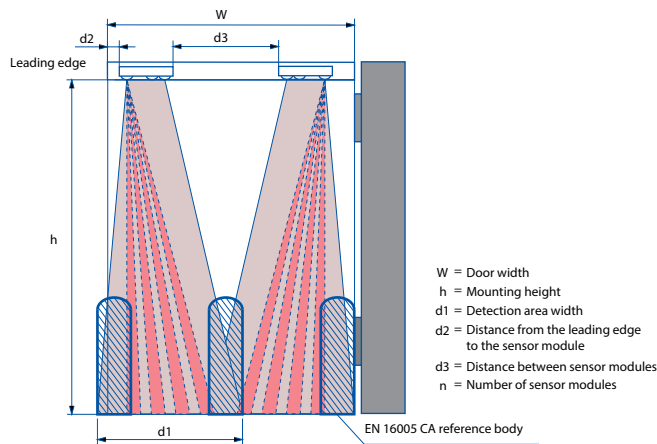 W
d2
d3
Leading edge
h
W = Door width
h = Mounting height
d1 = Detection area width
d2 = Distance from the leading edge
to the sensor module
d3 = Distance between sensor modules
n = Number of sensor modules
EN 16005 CA reference body
d1